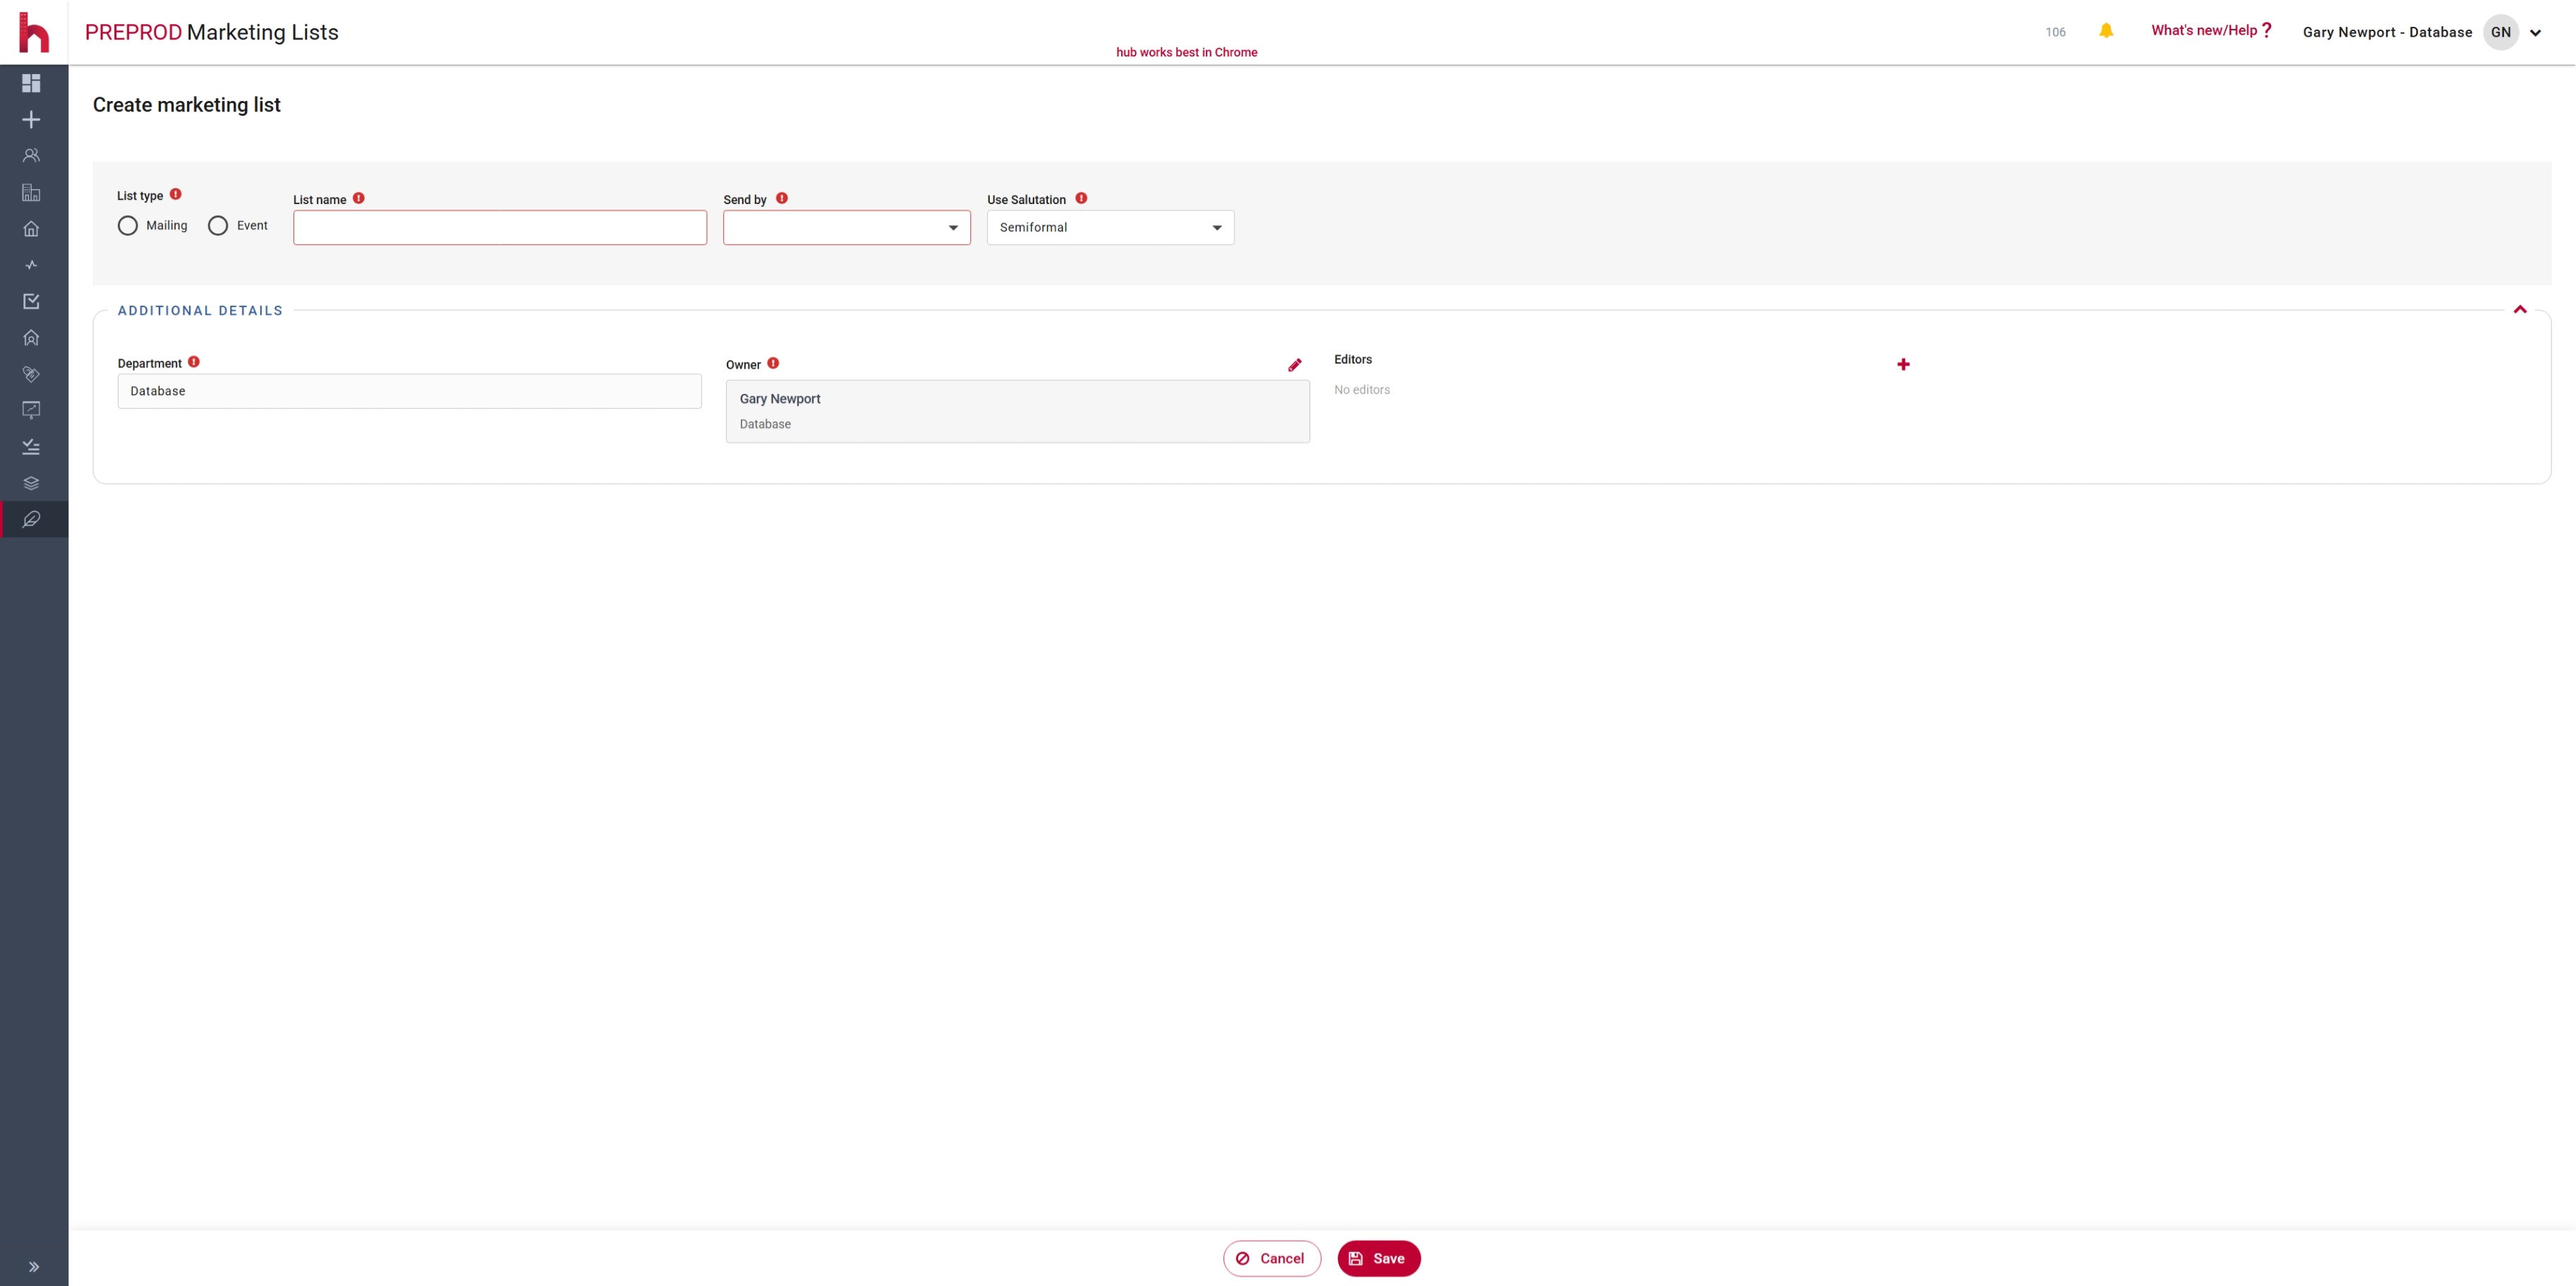 PREPROD Marketing Lists
hub works best in Chrome
106
What's new/Help ?
Gary Newport - Database GN
Create marketing list
List type
Mailing Event
List name
Send by
Use Salutation
Semiformal
ADDITIONAL DETAILS
Department
Database
Owner
Gary Newport
Database
Editors
No editors
Cancel Save